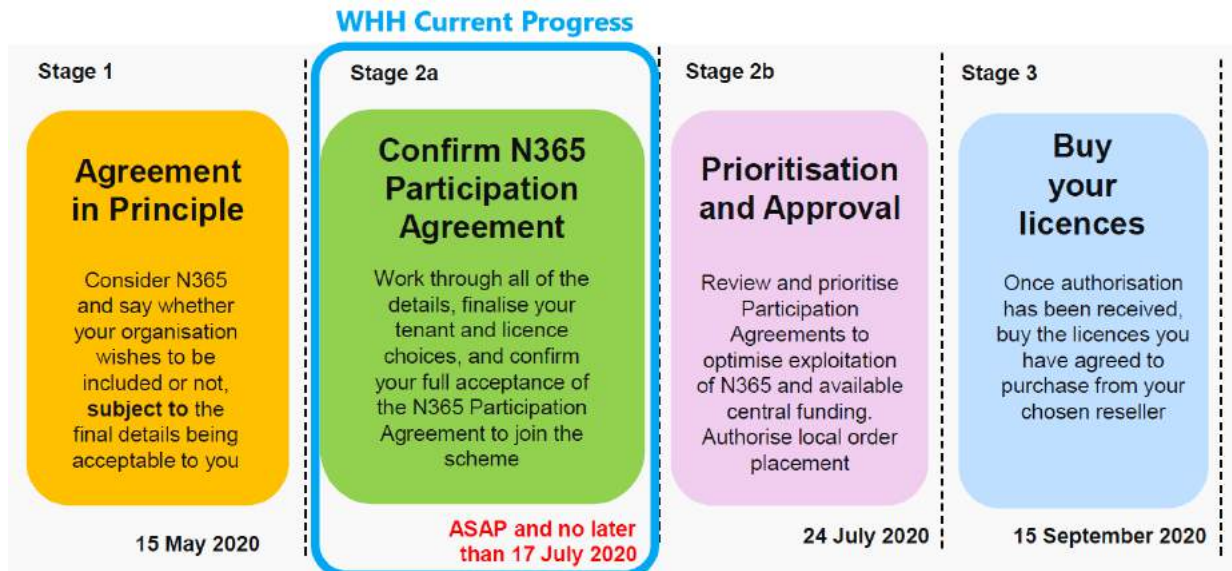 WHH Current Progress
Stage 1
Agreement
in Principle
Consider N365
and say whether
your organisation
wishes to be
included or not,
subject to the
final details being
acceptable to you
15 May 2020
Stage 2a
Confirm N365
Participation
Agreement
Work through all of the
details, finalise your
tenant and licence
choices, and confirm
your full acceptance of
the N365 Participation
Agreement to join the
scheme
ASAP and no later
than 17 July 2020
Stage 2b
Prioritisation
and Approval
Review and prioritise
Participation
Agreements to
optimise exploitation
of N365 and available
central funding.
Authorise local order
placement
24 July 2020
Stage 3
Buy
your
licences
Once authorisation
has been received,
buy the licences you
have agreed to
purchase from your
chosen reseller
15 September 2020